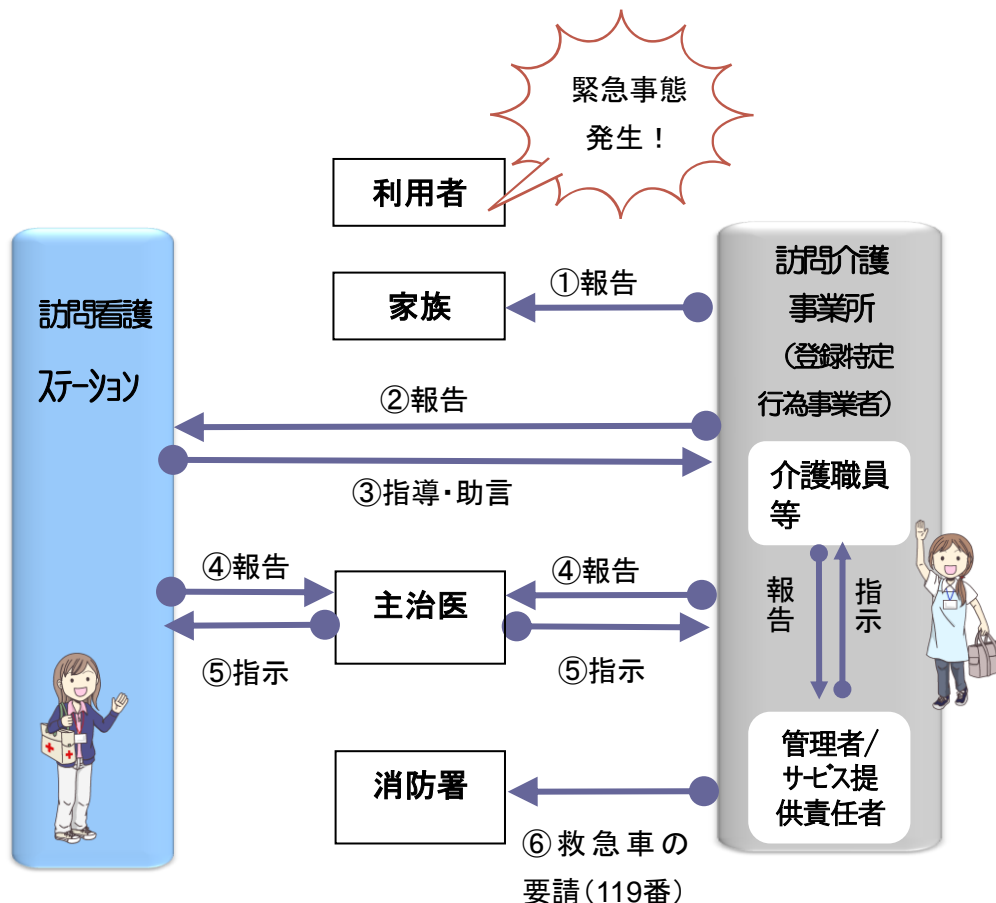 緊急事態
発生！
利用者
家族
①報告
訪問看護
ステーション
訪問介護
事業所
（登録特定
行為事業者）
②報告
③指導・助言
介護職員
等
④報告
主治医
④報告
⑤指示
⑤指示
報告
指示
管理者/
サービス提
供責任者
消防署
⑥救急車の
要請（119番）